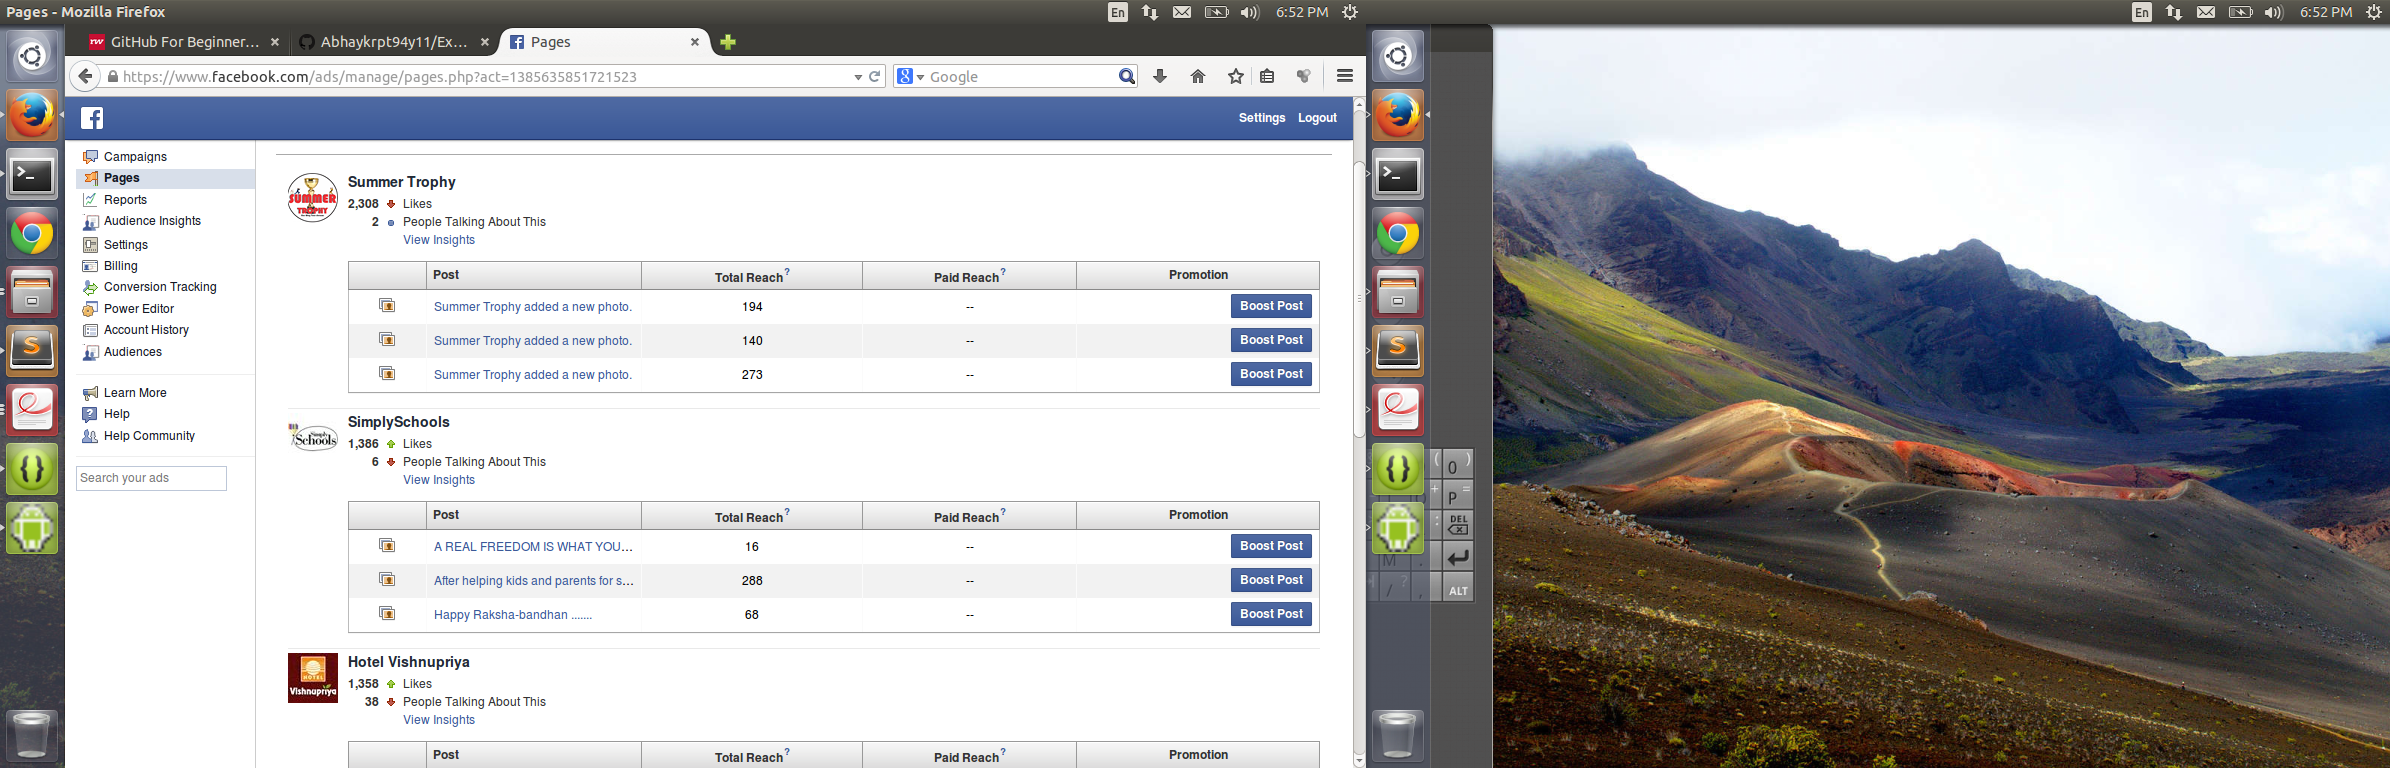 Pages - Mozilla Firefox
En 6:52 PM
En 6:52 PM
GitHub For Beginner...
Abhaykrpt94y11/Ex...
Pages
https://www.facebook.com/ads/manage/pages.php?act=1385635851721523
Google
Settings Logout
Campaigns
Pages
Reports
Audience Insights
Settings
Billing
Conversion Tracking
Power Editor
Account History
Audiences
Learn More
Help
Help Community
Search your ads
SUMMER
TROPHY
Summer Trophy
2,308 Likes
2 People Talking About This
View Insights
Post Total Reach? Paid Reach? Promotion
Summer Trophy added a new photo. 194 -- Boost Post
Summer Trophy added a new photo. 140 -- Boost Post
Summer Trophy added a new photo. 273 -- Boost Post
Simply
Schools
SimplySchools
1,386 Likes
6 People Talking About This
View Insights
Post Total Reach? Paid Reach? Promotion
A REAL FREEDOM IS WHAT YOU... 16 -- Boost Post
After helping kids and parents for s... 288 -- Boost Post
Happy Raksha-bandhan ....... 68 -- Boost Post
HOTEL
Vishnupriya
Hotel Vishnupriya
1,358 Likes
38 People Talking About This
View Insights
Post Total Reach? Paid Reach? Promotion
( 0 )
+ P =
: DEL
M .
/ ? , ALT